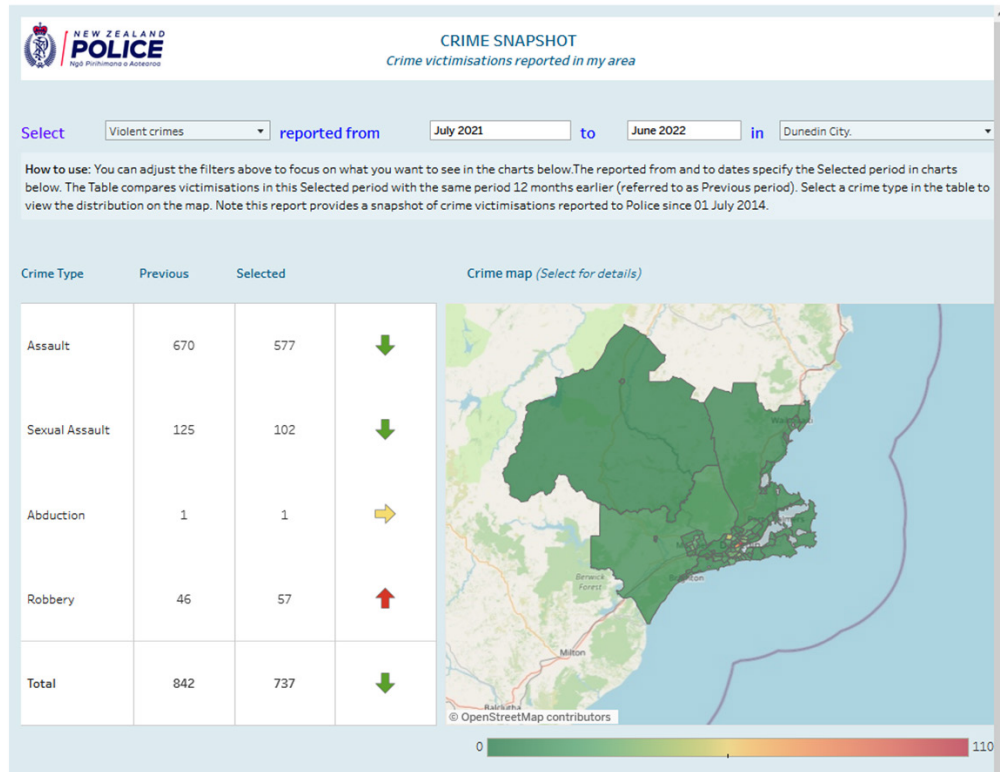 NEW ZEALAND
POLICE
Ngā Pirihimana o Aotearoa
CRIME SNAPSHOT
Crime victimisations reported in my area
Select Violent crimes reported from July 2021 to June 2022 in Dunedin City.
How to use: You can adjust the filters above to focus on what you want to see in the charts below.The reported from and to dates specify the Selected period in charts
below. The Table compares victimisations in this Selected period with the same period 12 months earlier (referred to as Previous period). Select a crime type in the table to
view the distribution on the map. Note this report provides a snapshot of crime victimisations reported to Police since 01 July 2014.
Crime Type Previous Selected Crime map (Select for details)
Assault 670 577
Sexual Assault 125 102
Abduction 1 1
Robbery 46 57
Total 842 737
Berwick
Forest
Milton
Balclutha
© OpenStreetMap contributors
0 110